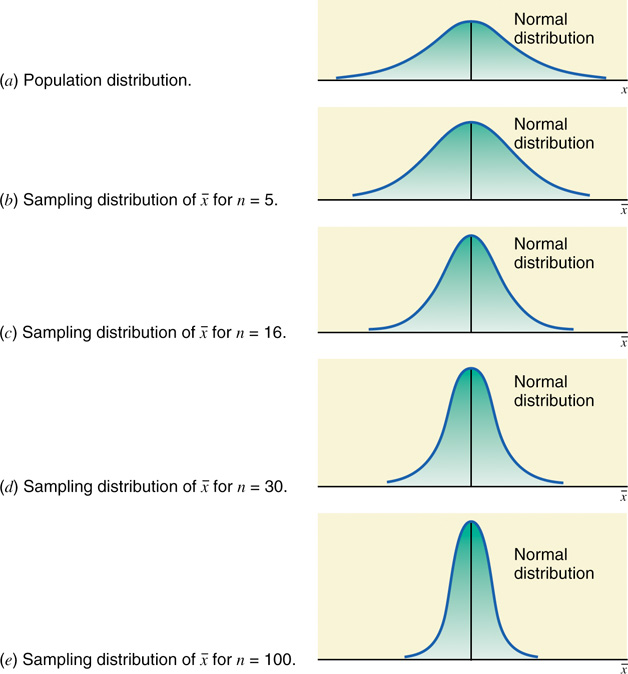 Normal
distribution
(a) Population distribution.
x
Normal
distribution
(b) Sampling distribution of x̄ for n = 5.
x̄
Normal
distribution
(c) Sampling distribution of x̄ for n = 16.
x̄
Normal
distribution
(d) Sampling distribution of x̄ for n = 30.
x̄
Normal
distribution
(e) Sampling distribution of x̄ for n = 100.
x̄